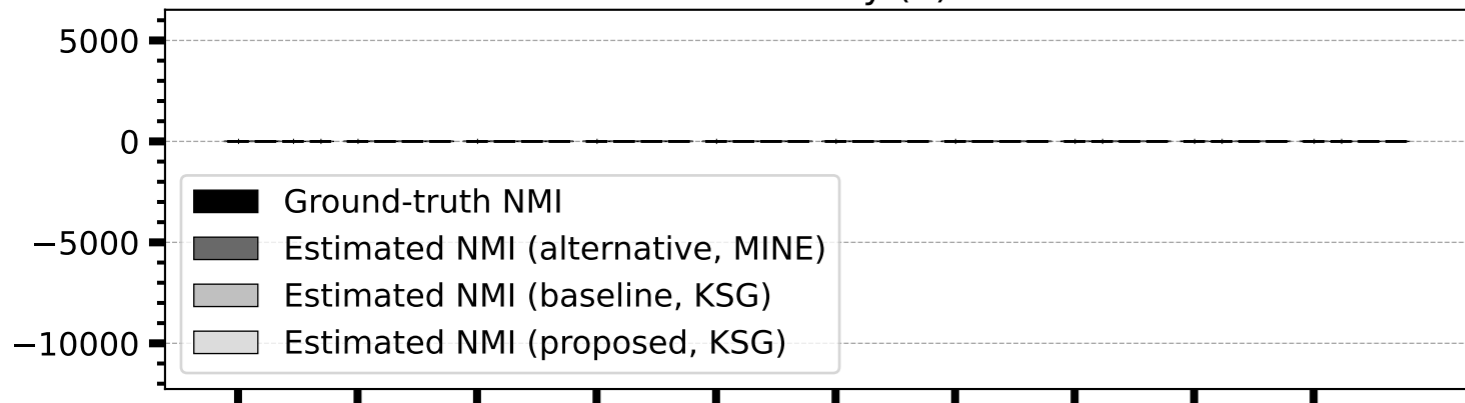 5000
0
−5000
−10000
Ground-truth NMI
Estimated NMI (alternative, MINE)
Estimated NMI (baseline, KSG)
Estimated NMI (proposed, KSG)